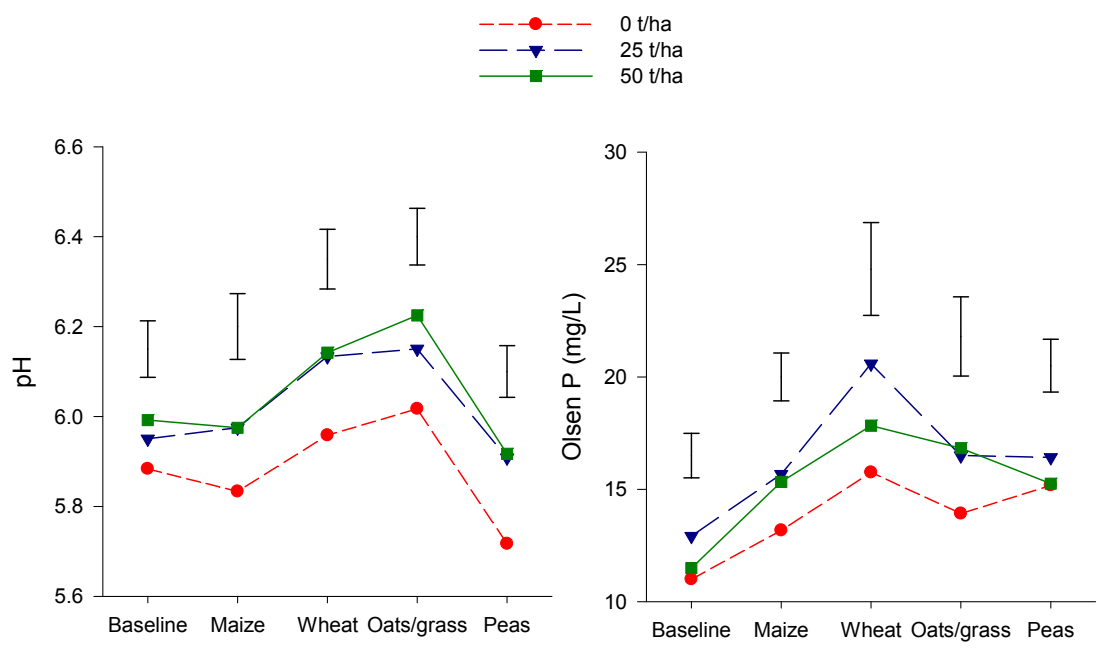 0 t/ha
25 t/ha
50 t/ha
pH
6.6
6.4
6.2
6.0
5.8
5.6
Baseline Maize Wheat Oats/grass Peas
Olsen P (mg/L)
30
25
20
15
10
Baseline Maize Wheat Oats/grass Peas